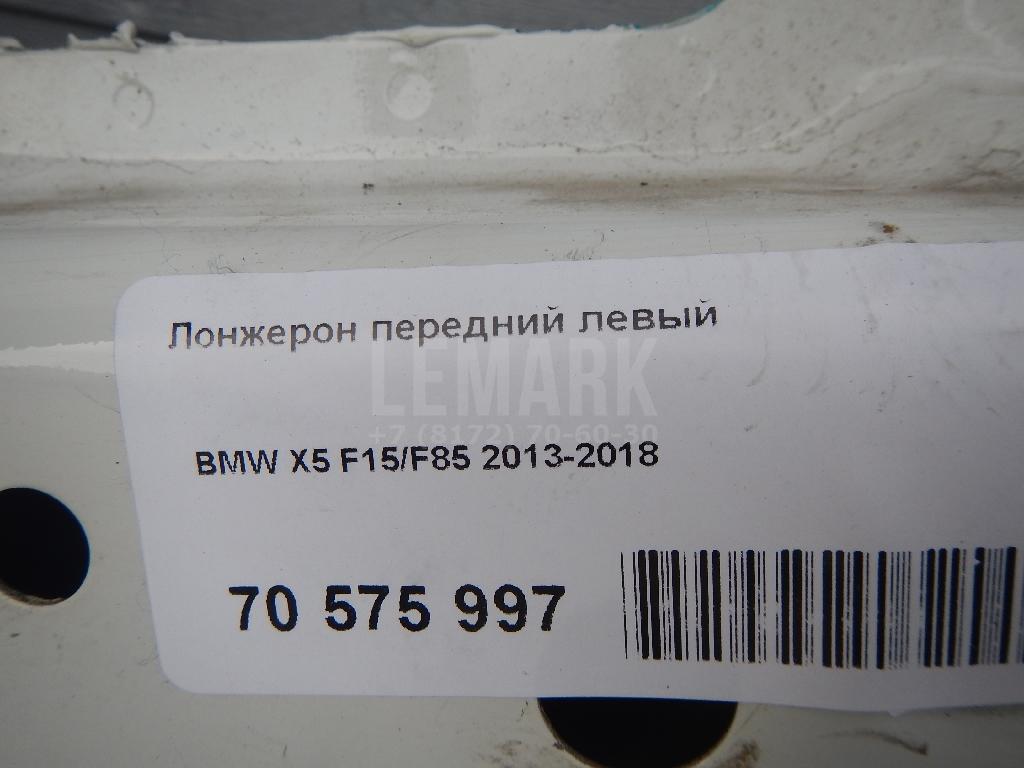 Лонжерон передний левый
LEMARK
+7 (8172) 70-60-30
BMW X5 F15/F85 2013-2018
70 575 997